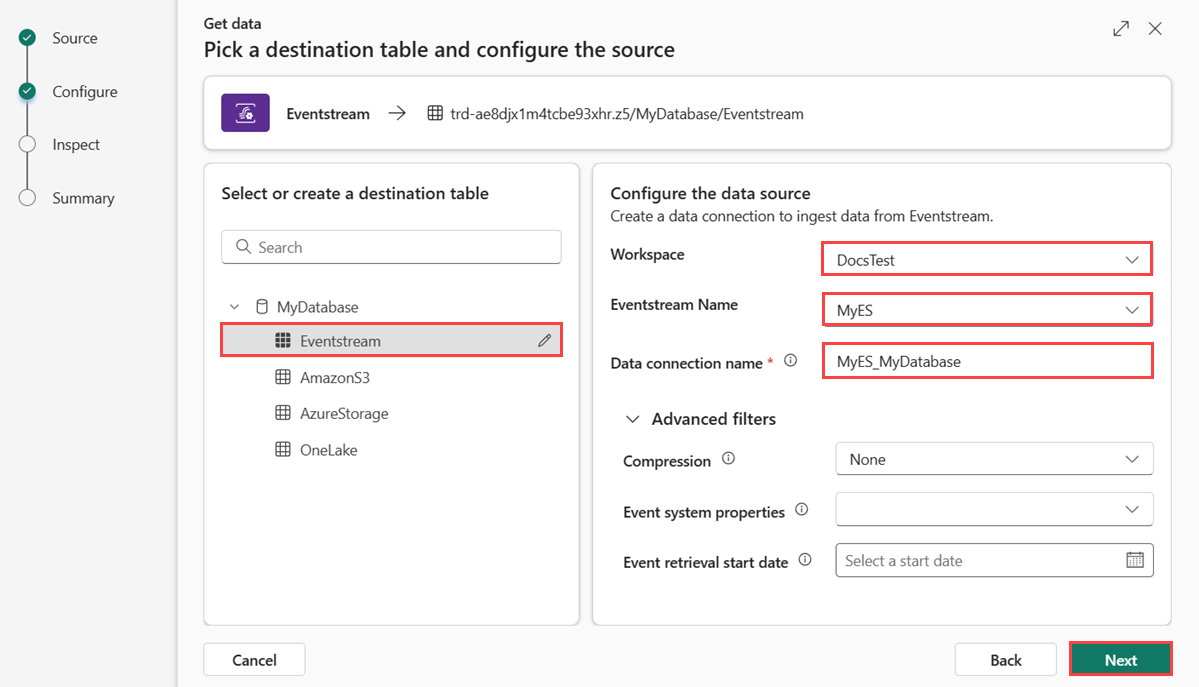 Source
Configure
Inspect
Summary
Get data
Pick a destination table and configure the source
Eventstream → trd-ae8djx1m4tcbe93xhr.z5/MyDatabase/Eventstream
Select or create a destination table
Search
MyDatabase
Eventstream
AmazonS3
AzureStorage
OneLake
Configure the data source
Create a data connection to ingest data from Eventstream.
Workspace DocsTest
Eventstream Name MyES
Data connection name * MyES_MyDatabase
Advanced filters
Compression None
Event system properties
Event retrieval start date Select a start date
Cancel Back Next